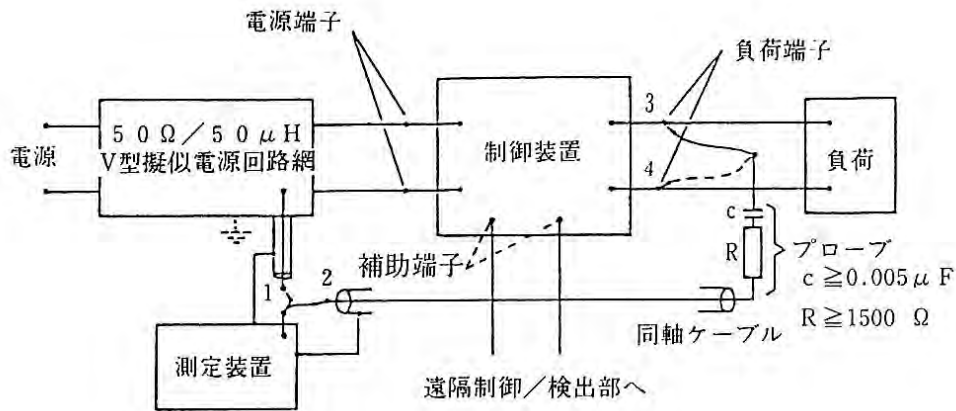 電源端子
負荷端子
50Ω/50μH
V型擬似電源回路網
電源
制御装置
3
4
負荷
c
R
プローブ
c≧0.005μF
R≧1500 Ω
補助端子
1
2
同軸ケーブル
測定装置
遠隔制御/検出部へ